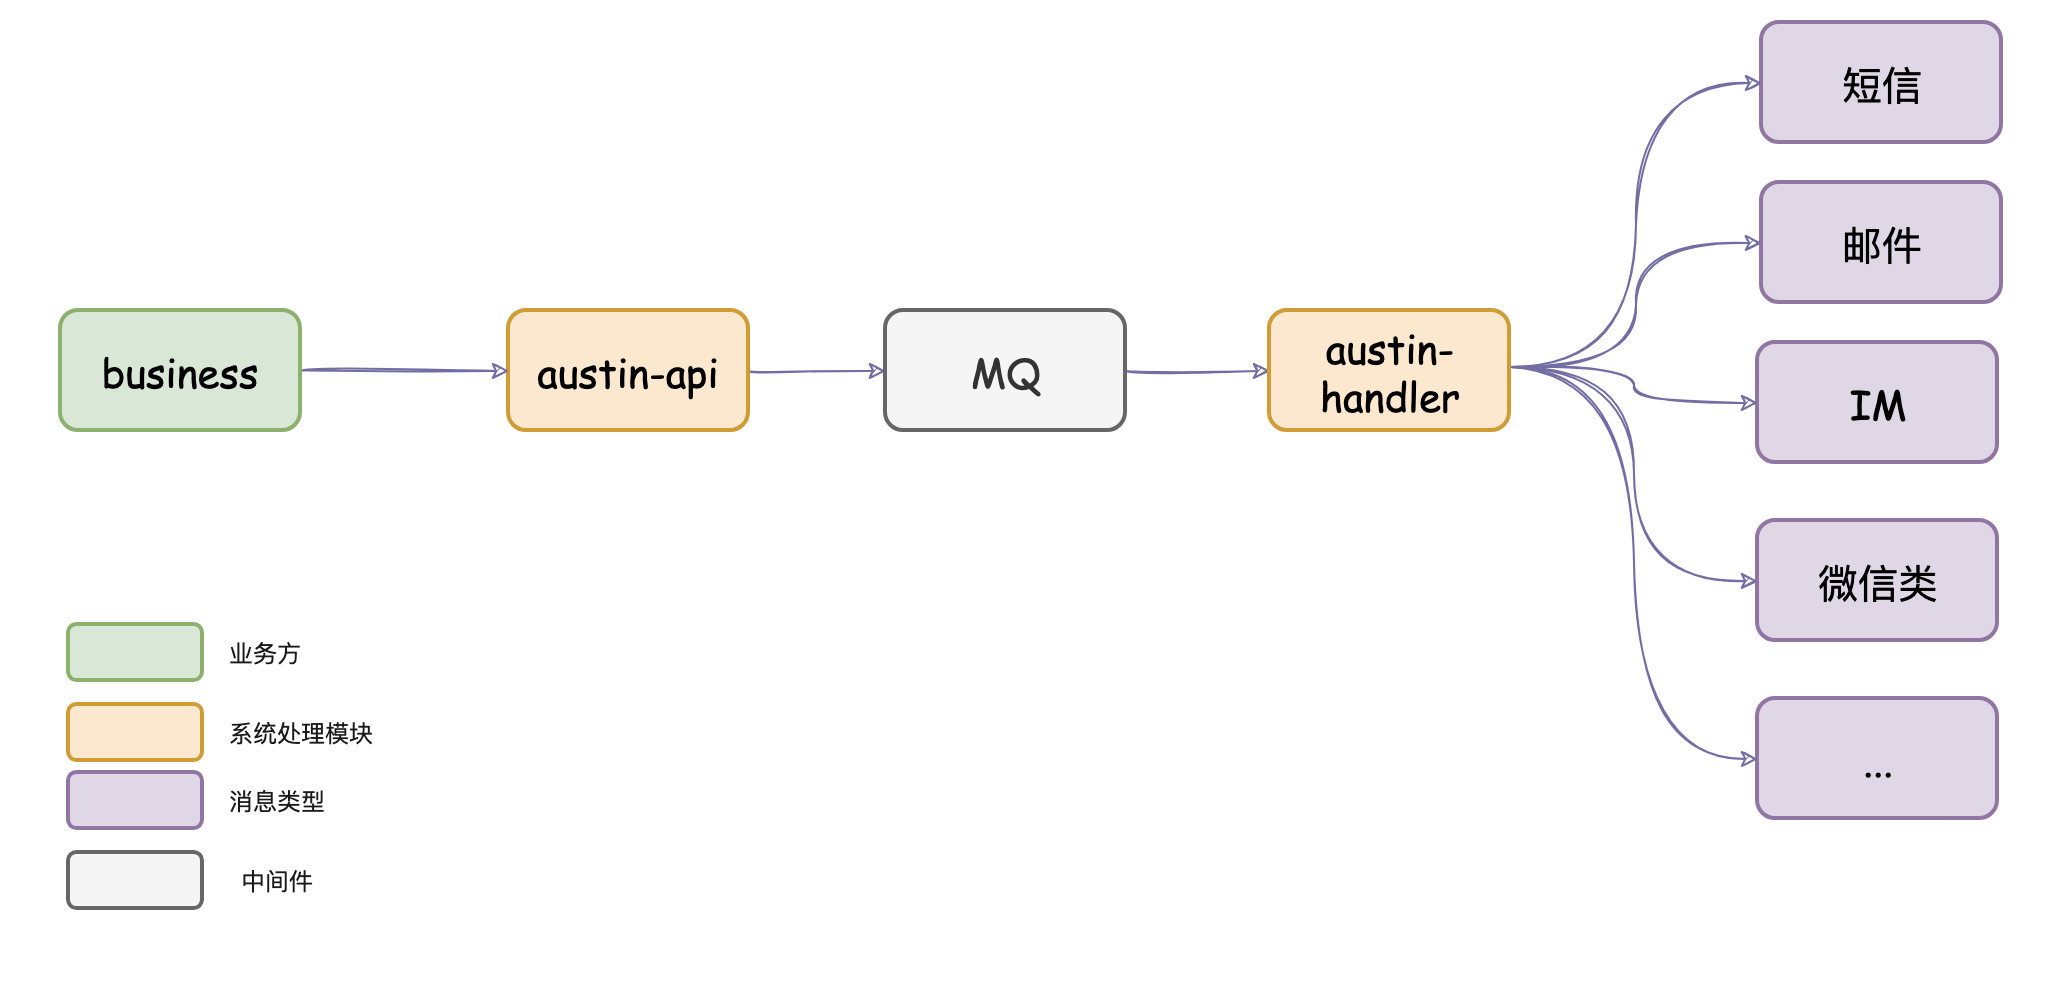 business
austin-api
MQ
austin-
handler
短信
邮件
IM
微信类
...
业务方
系统处理模块
消息类型
中间件